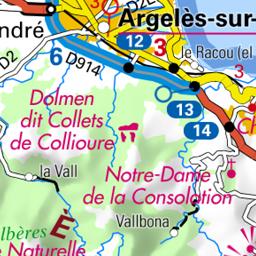 3
Argelès-sur-
ndré
12
3
le Racou (el
6
D914
3
D2
Dolmen
dit Collets
de Collioure
13
14
Notre-Dame
de la Consolation
la Vall
Vallbona
E
lbères
Naturelle